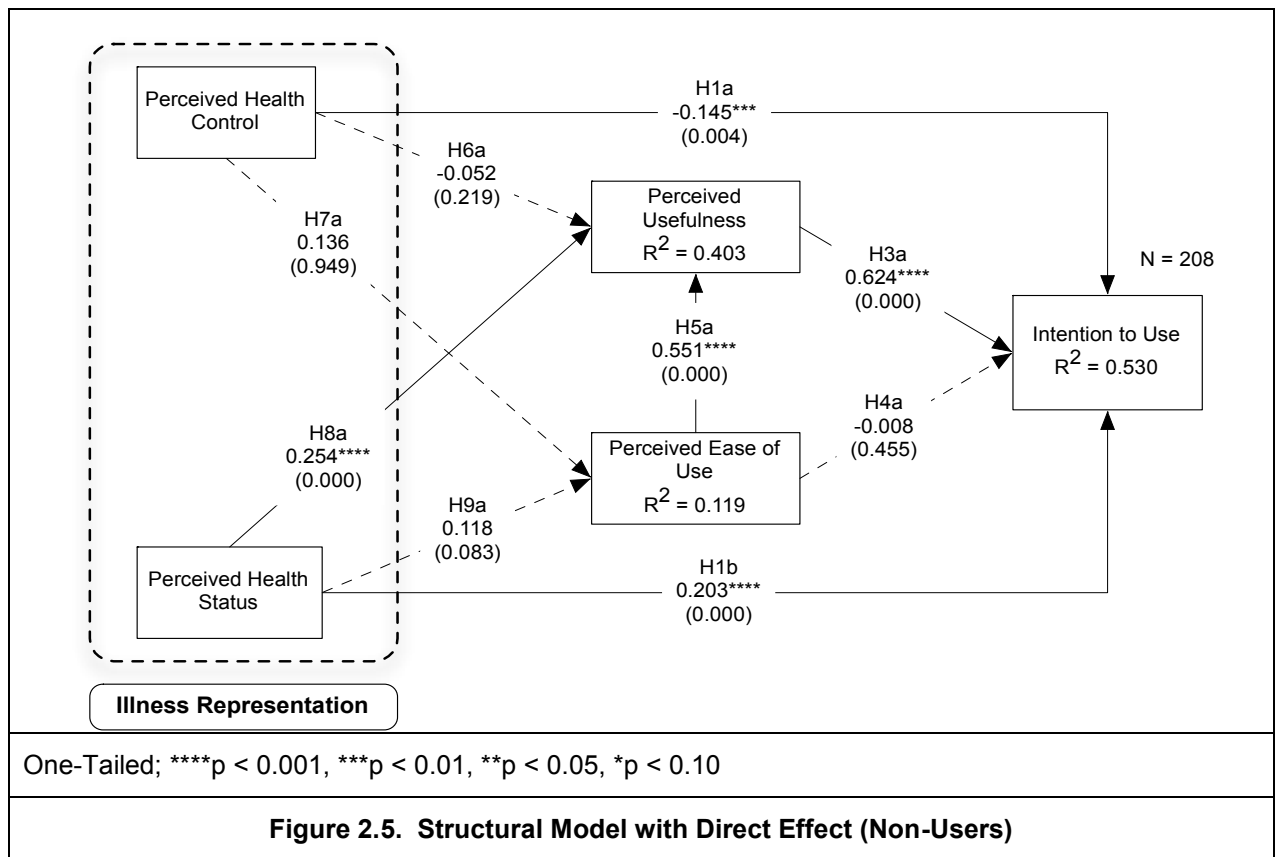 Perceived Health
Control
H1a
-0.145***
(0.004)
H6a
-0.052
(0.219)
H7a
0.136
(0.949)
Perceived
Usefulness
R2 = 0.403
H3a
0.624****
(0.000)
N = 208
H5a
0.551****
(0.000)
Intention to Use
R2 = 0.530
H4a
-0.008
(0.455)
H8a
0.254****
(0.000)
Perceived Ease of
Use
R2 = 0.119
H9a
0.118
(0.083)
Perceived Health
Status
H1b
0.203****
(0.000)
Illness Representation
One-Tailed; ****p < 0.001, ***p < 0.01, **p < 0.05, *p < 0.10
Figure 2.5. Structural Model with Direct Effect (Non-Users)